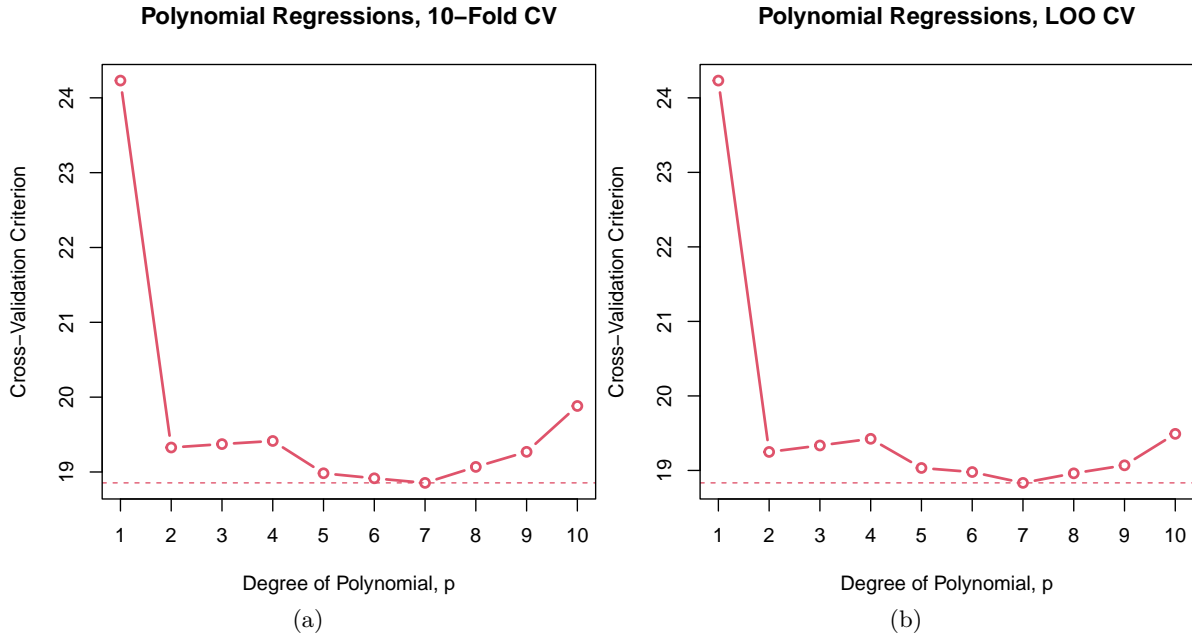 Polynomial Regressions, 10−Fold CV
Cross−Validation Criterion
24
23
22
21
20
19
1 2 3 4 5 6 7 8 9 10
Degree of Polynomial, p
(a)
Polynomial Regressions, LOO CV
Cross−Validation Criterion
24
23
22
21
20
19
1 2 3 4 5 6 7 8 9 10
Degree of Polynomial, p
(b)